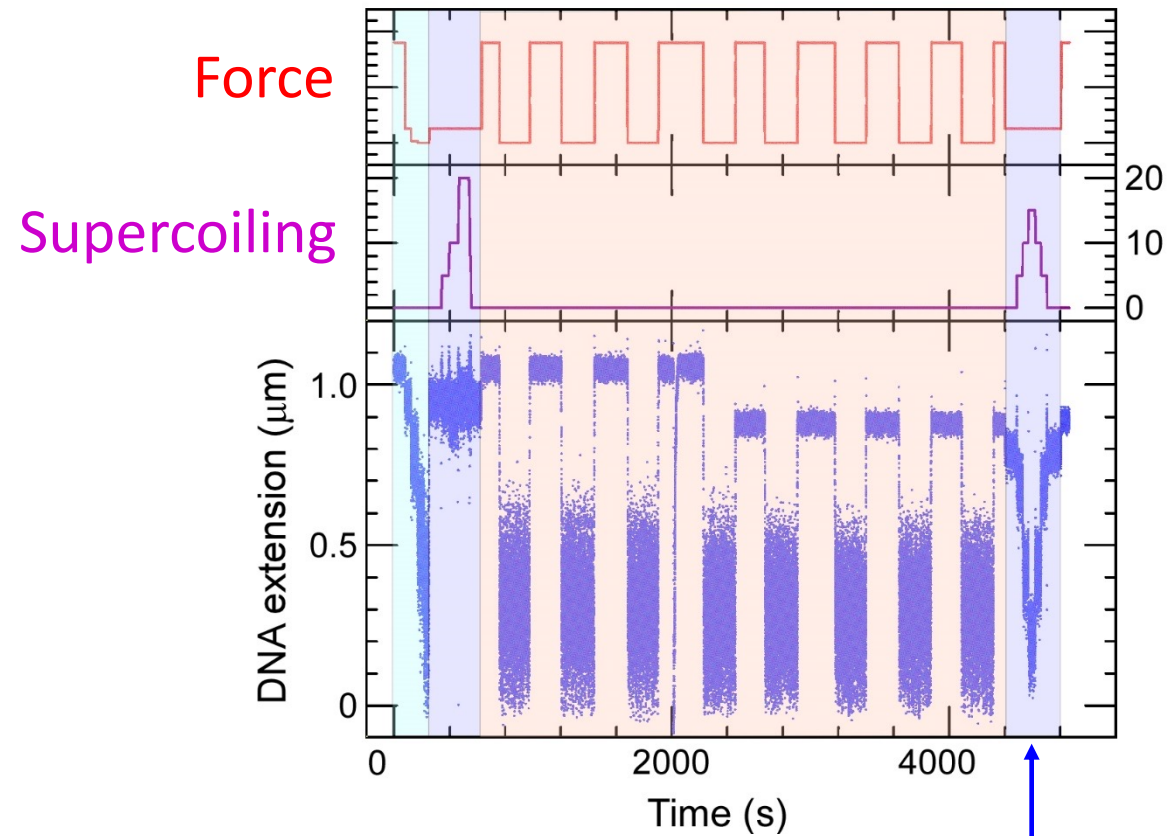 Force
Supercoiling
20
10
0
DNA extension (μm)
1.0
0.5
0
0
2000
4000
Time (s)